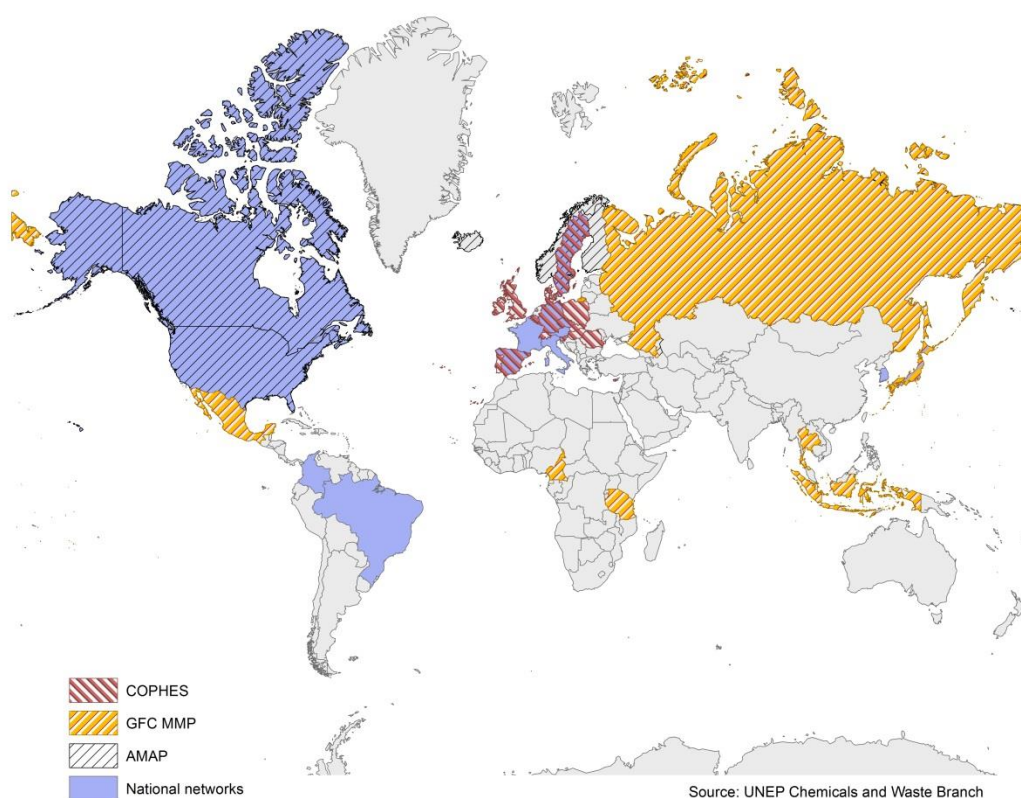 COPHES
GFC MMP
AMAP
National networks
Source: UNEP Chemicals and Waste Branch